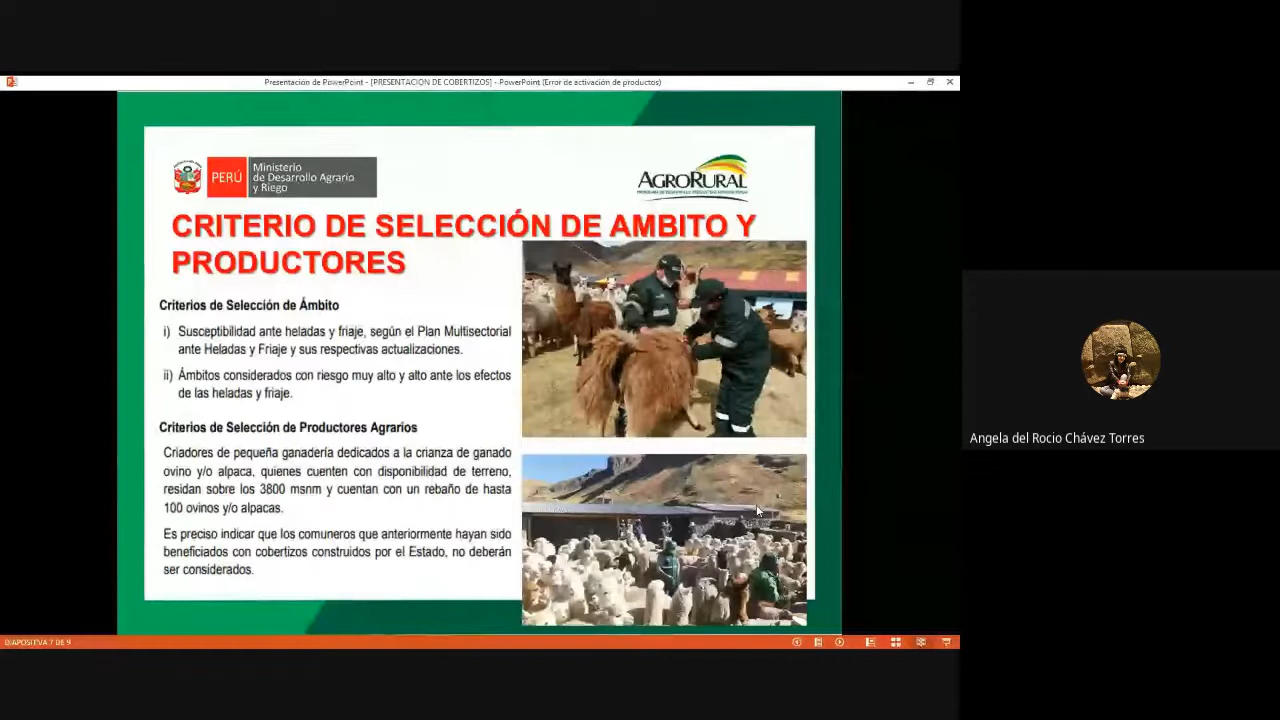 Presentación de PowerPoint - [PRESENTACION DE COBERTIZOS] - PowerPoint (Error de activación de productos)
PERÚ
Ministerio
de Desarrollo Agrario
y Riego
AGRORURAL
CRITERIO DE SELECCIÓN DE AMBITO Y
PRODUCTORES
Criterios de Selección de Ámbito
i) Susceptibilidad ante heladas y friaje, según el Plan Multisectorial
ante Heladas y Friaje y sus respectivas actualizaciones.
ii) Ámbitos considerados con riesgo muy alto y alto ante los efectos
de las heladas y friaje.
Criterios de Selección de Productores Agrarios
Criadores de pequeña ganadería dedicados a la crianza de ganado
ovino y/o alpaca, quienes cuenten con disponibilidad de terreno,
residan sobre los 3800 msnm y cuentan con un rebaño de hasta
100 ovinos y/o alpacas.
Es preciso indicar que los comuneros que anteriormente hayan sido
beneficiados con cobertizos construidos por el Estado, no deberán
ser considerados.
Angela del Rocio Chávez Torres
DIAPOSITIVA 7 DE 9